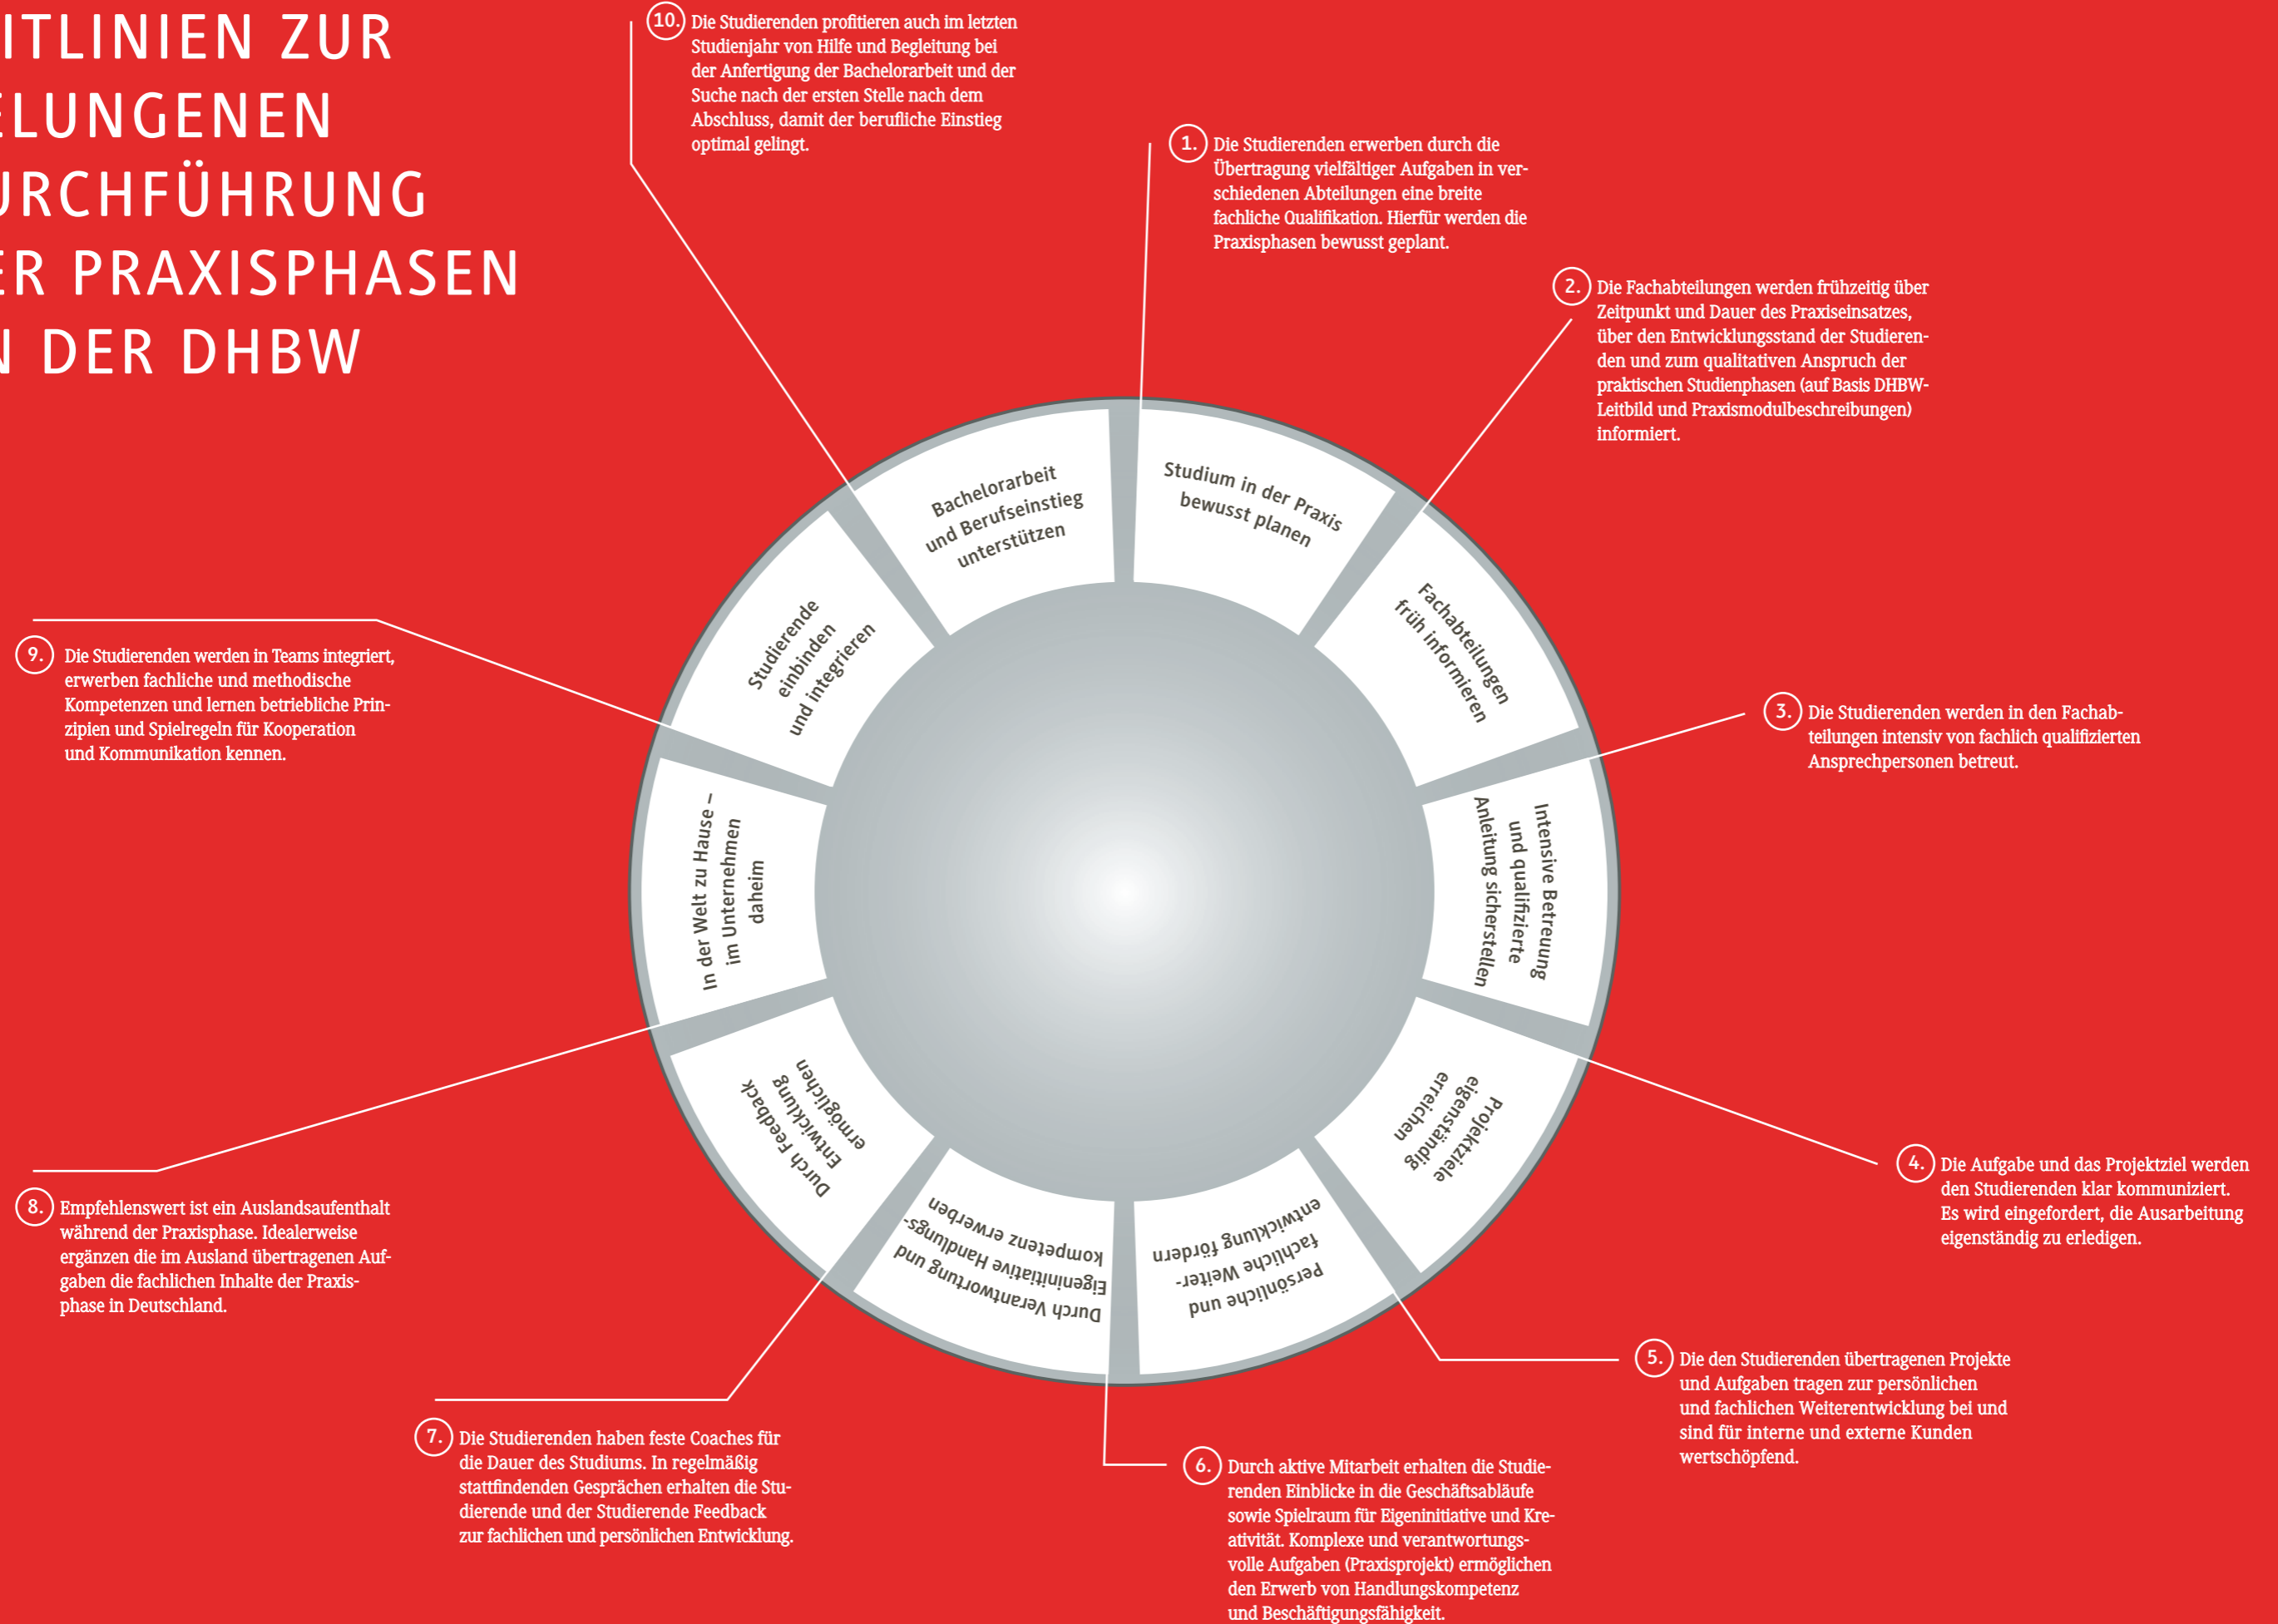 ITLINIEN ZUR
ELUNGENEN
URCHFÜHRUNG
ER PRAXISPHASEN
N DER DHBW
10. Die Studierenden profitieren auch im letzten
Studienjahr von Hilfe und Begleitung bei
der Anfertigung der Bachelorarbeit und der
Suche nach der ersten Stelle nach dem
Abschluss, damit der berufliche Einstieg
optimal gelingt.
1. Die Studierenden erwerben durch die
Übertragung vielfältiger Aufgaben in ver-
schiedenen Abteilungen eine breite
fachliche Qualifikation. Hierfür werden die
Praxisphasen bewusst geplant.
2. Die Fachabteilungen werden frühzeitig über
Zeitpunkt und Dauer des Praxiseinsatzes,
über den Entwicklungsstand der Studieren-
den und zum qualitativen Anspruch der
praktischen Studienphasen (auf Basis DHBW-
Leitbild und Praxismodulbeschreibungen)
informiert.
3. Die Studierenden werden in den Fachab-
teilungen intensiv von fachlich qualifizierten
Ansprechpersonen betreut.
4. Die Aufgabe und das Projektziel werden
den Studierenden klar kommuniziert.
Es wird eingefordert, die Ausarbeitung
eigenständig zu erledigen.
5. Die den Studierenden übertragenen Projekte
und Aufgaben tragen zur persönlichen
und fachlichen Weiterentwicklung bei und
sind für interne und externe Kunden
wertschöpfend.
6. Durch aktive Mitarbeit erhalten die Studie-
renden Einblicke in die Geschäftsabläufe
sowie Spielraum für Eigeninitiative und Kre-
ativität. Komplexe und verantwortungs-
volle Aufgaben (Praxisprojekt) ermöglichen
den Erwerb von Handlungskompetenz
und Beschäftigungsfähigkeit.
7. Die Studierenden haben feste Coaches für
die Dauer des Studiums. In regelmäßig
stattfindenden Gesprächen erhalten die Stu-
dierende und der Studierende Feedback
zur fachlichen und persönlichen Entwicklung.
8. Empfehlenswert ist ein Auslandsaufenthalt
während der Praxisphase. Idealerweise
ergänzen die im Ausland übertragenen Auf-
gaben die fachlichen Inhalte der Praxis-
phase in Deutschland.
9. Die Studierenden werden in Teams integriert,
erwerben fachliche und methodische
Kompetenzen und lernen betriebliche Prin-
zipien und Spielregeln für Kooperation
und Kommunikation kennen.
Studium in der Praxis
bewusst planen
Fachabteilungen
früh informieren
Intensive Betreuung
und qualifizierte
Anleitung sicherstellen
Projektziele
eigenständig
erreichen
Persönliche und
fachliche Weiter-
entwicklung fördern
Durch Verantwortung und
Eigeninitiative Handlungs-
kompetenz erwerben
Durch Feedback
Entwicklung
ermöglichen
In der Welt zu Hause –
im Unternehmen
daheim
Studierende
einbinden
und integrieren
Bachelorarbeit
und Berufseinstieg
unterstützen